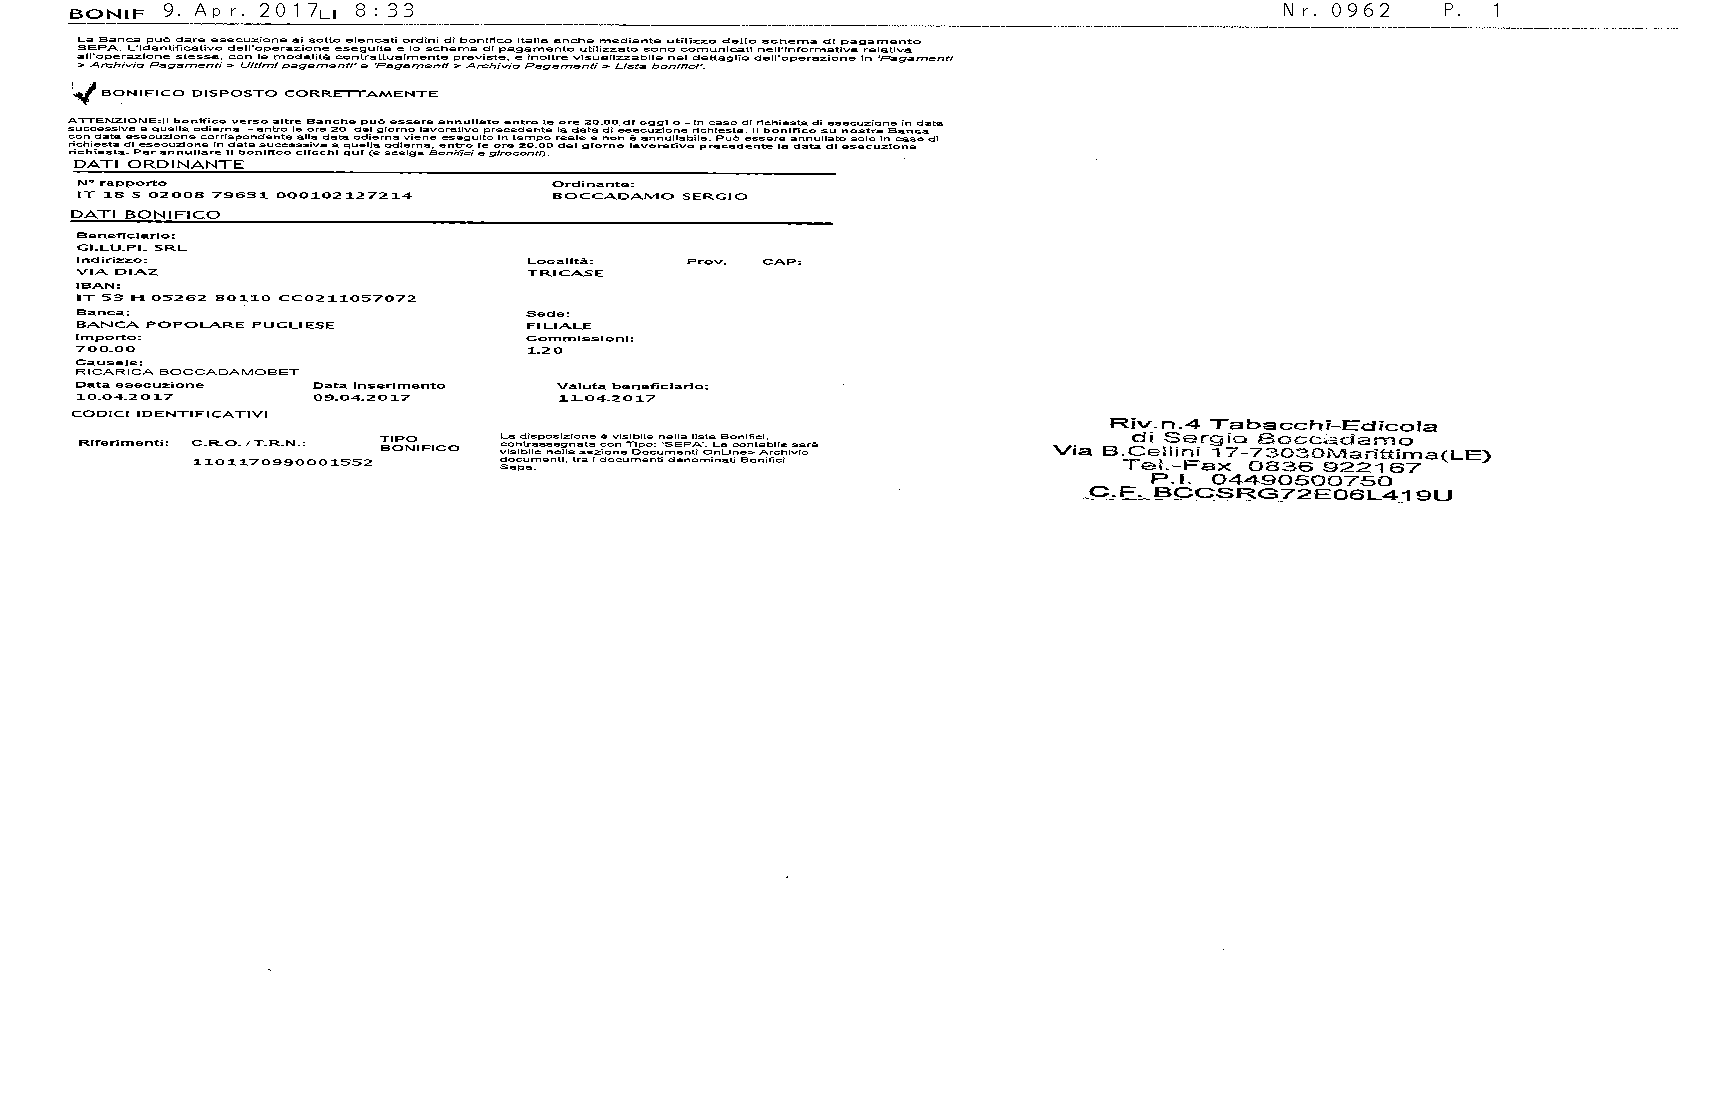 BONIF 9. Apr. 2017LI 8:33 Nr. 0962 P. 1
La Banca può dare esecuzione ai sotto elencati ordini di bonifico Italia anche mediante utilizzo dello schema di pagamento
SEPA. L'identificativo dell'operazione eseguita e lo schema di pagamento utilizzato sono comunicati nell'informativa relativa
all'operazione stessa, con le modalità contrattualmente previste, e inoltre visualizzabile nel dettaglio dell'operazione in 'Pagamenti
> Archivio Pagamenti > Ultimi pagamenti' e 'Pagamenti > Archivio Pagamenti > Lista bonifici'.
BONIFICO DISPOSTO CORRETTAMENTE
ATTENZIONE:Il bonifico verso altre Banche può essere annullato entro le ore 20.00 di oggi o - in caso di richiesta di esecuzione in data
successiva a quella odierna - entro le ore 20 del giorno lavorativo precedente la data di esecuzione richiesta. Il bonifico su nostra Banca
con data esecuzione corrispondente alla data odierna viene eseguito in tempo reale e non è annullabile. Può essere annullato solo in caso di
richiesta di esecuzione in data successiva a quella odierna, entro le ore 20.00 del giorno lavorativo precedente la data di esecuzione
richiesta. Per annullare il bonifico clicchi qui (e scelga Bonifici e giroconti).
DATI ORDINANTE
N° rapporto Ordinante:
IT 18 S 02008 79631 000102127214 BOCCADAMO SERGIO
DATI BONIFICO
Beneficiario:
GI.LU.PI. SRL
Indirizzo: Località: Prov. CAP:
VIA DIAZ TRICASE
IBAN:
IT 53 H 05262 80110 CC0211057072
Banca: Sede:
BANCA POPOLARE PUGLIESE FILIALE
Importo: Commissioni:
700.00 1.20
Causale:
RICARICA BOCCADAMOBET
Data esecuzione Data inserimento Valuta beneficiario:
10.04.2017 09.04.2017 11.04.2017
CODICI IDENTIFICATIVI
Riferimenti: C.R.O./T.R.N.: TIPO BONIFICO
1101170990001552
La disposizione è visibile nella lista Bonifici,
contrassegnata con Tipo: 'SEPA'. La contabile sarà
visibile nella sezione Documenti OnLine> Archivio
documenti, tra i documenti denominati Bonifici
Sepa.
Riv.n.4 Tabacchi-Edicola
di Sergio Boccadamo
Via B.Cellini 17-73030Marittima(LE)
Tel.-Fax 0836 922167
P.I. 04490500750
C.F. BCCSRG72E06L419U